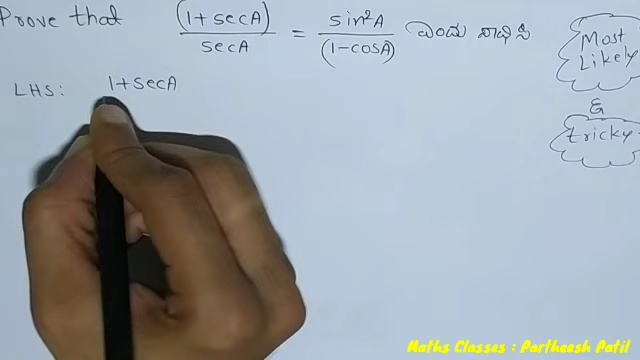 Prove that (1+secA)/secA = sin²A/(1-cosA) ಎಂದು ಸಾಧಿಸಿ.
LHS: 1+secA
Most
Likely
&
tricky
Maths Classes : Partheesh Patil